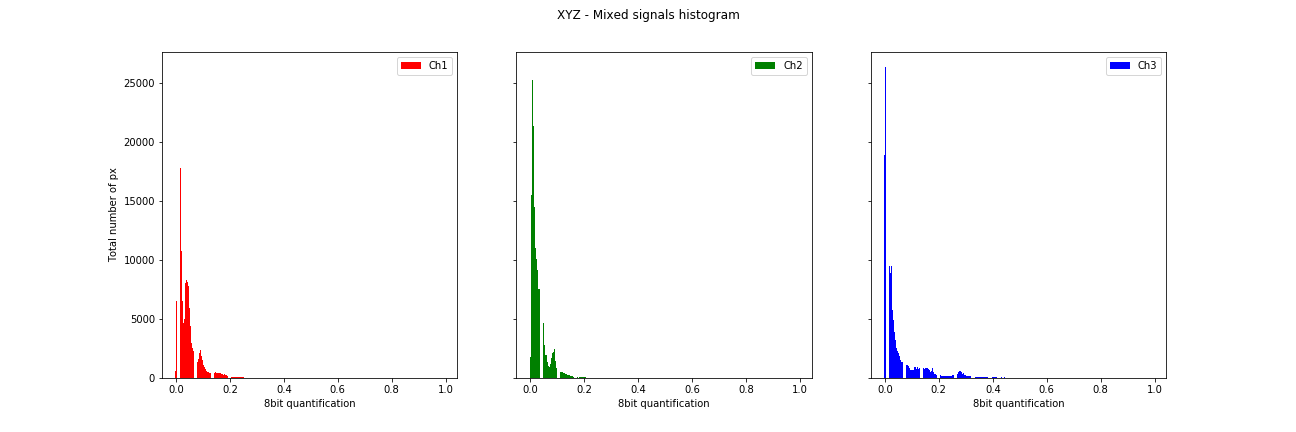 XYZ - Mixed signals histogram
Ch1
Ch2
Ch3
Total number of px
25000
20000
15000
10000
5000
0
0.0 0.2 0.4 0.6 0.8 1.0
8bit quantification
0.0 0.2 0.4 0.6 0.8 1.0
8bit quantification
0.0 0.2 0.4 0.6 0.8 1.0
8bit quantification